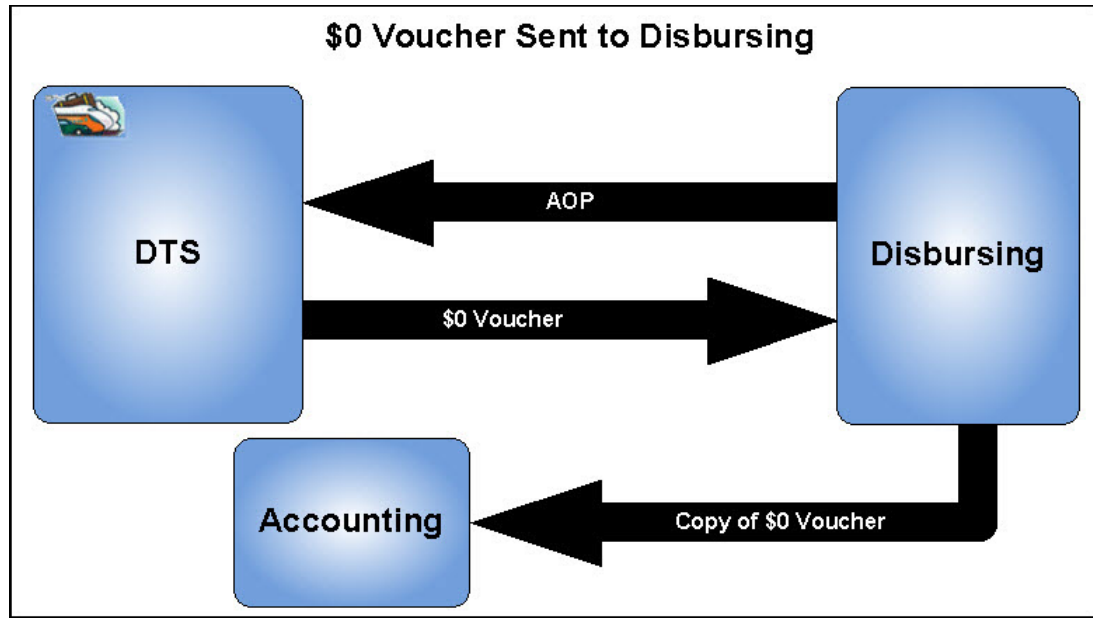 $0 Voucher Sent to Disbursing
DTS
AOP
Disbursing
$0 Voucher
Accounting
Copy of $0 Voucher